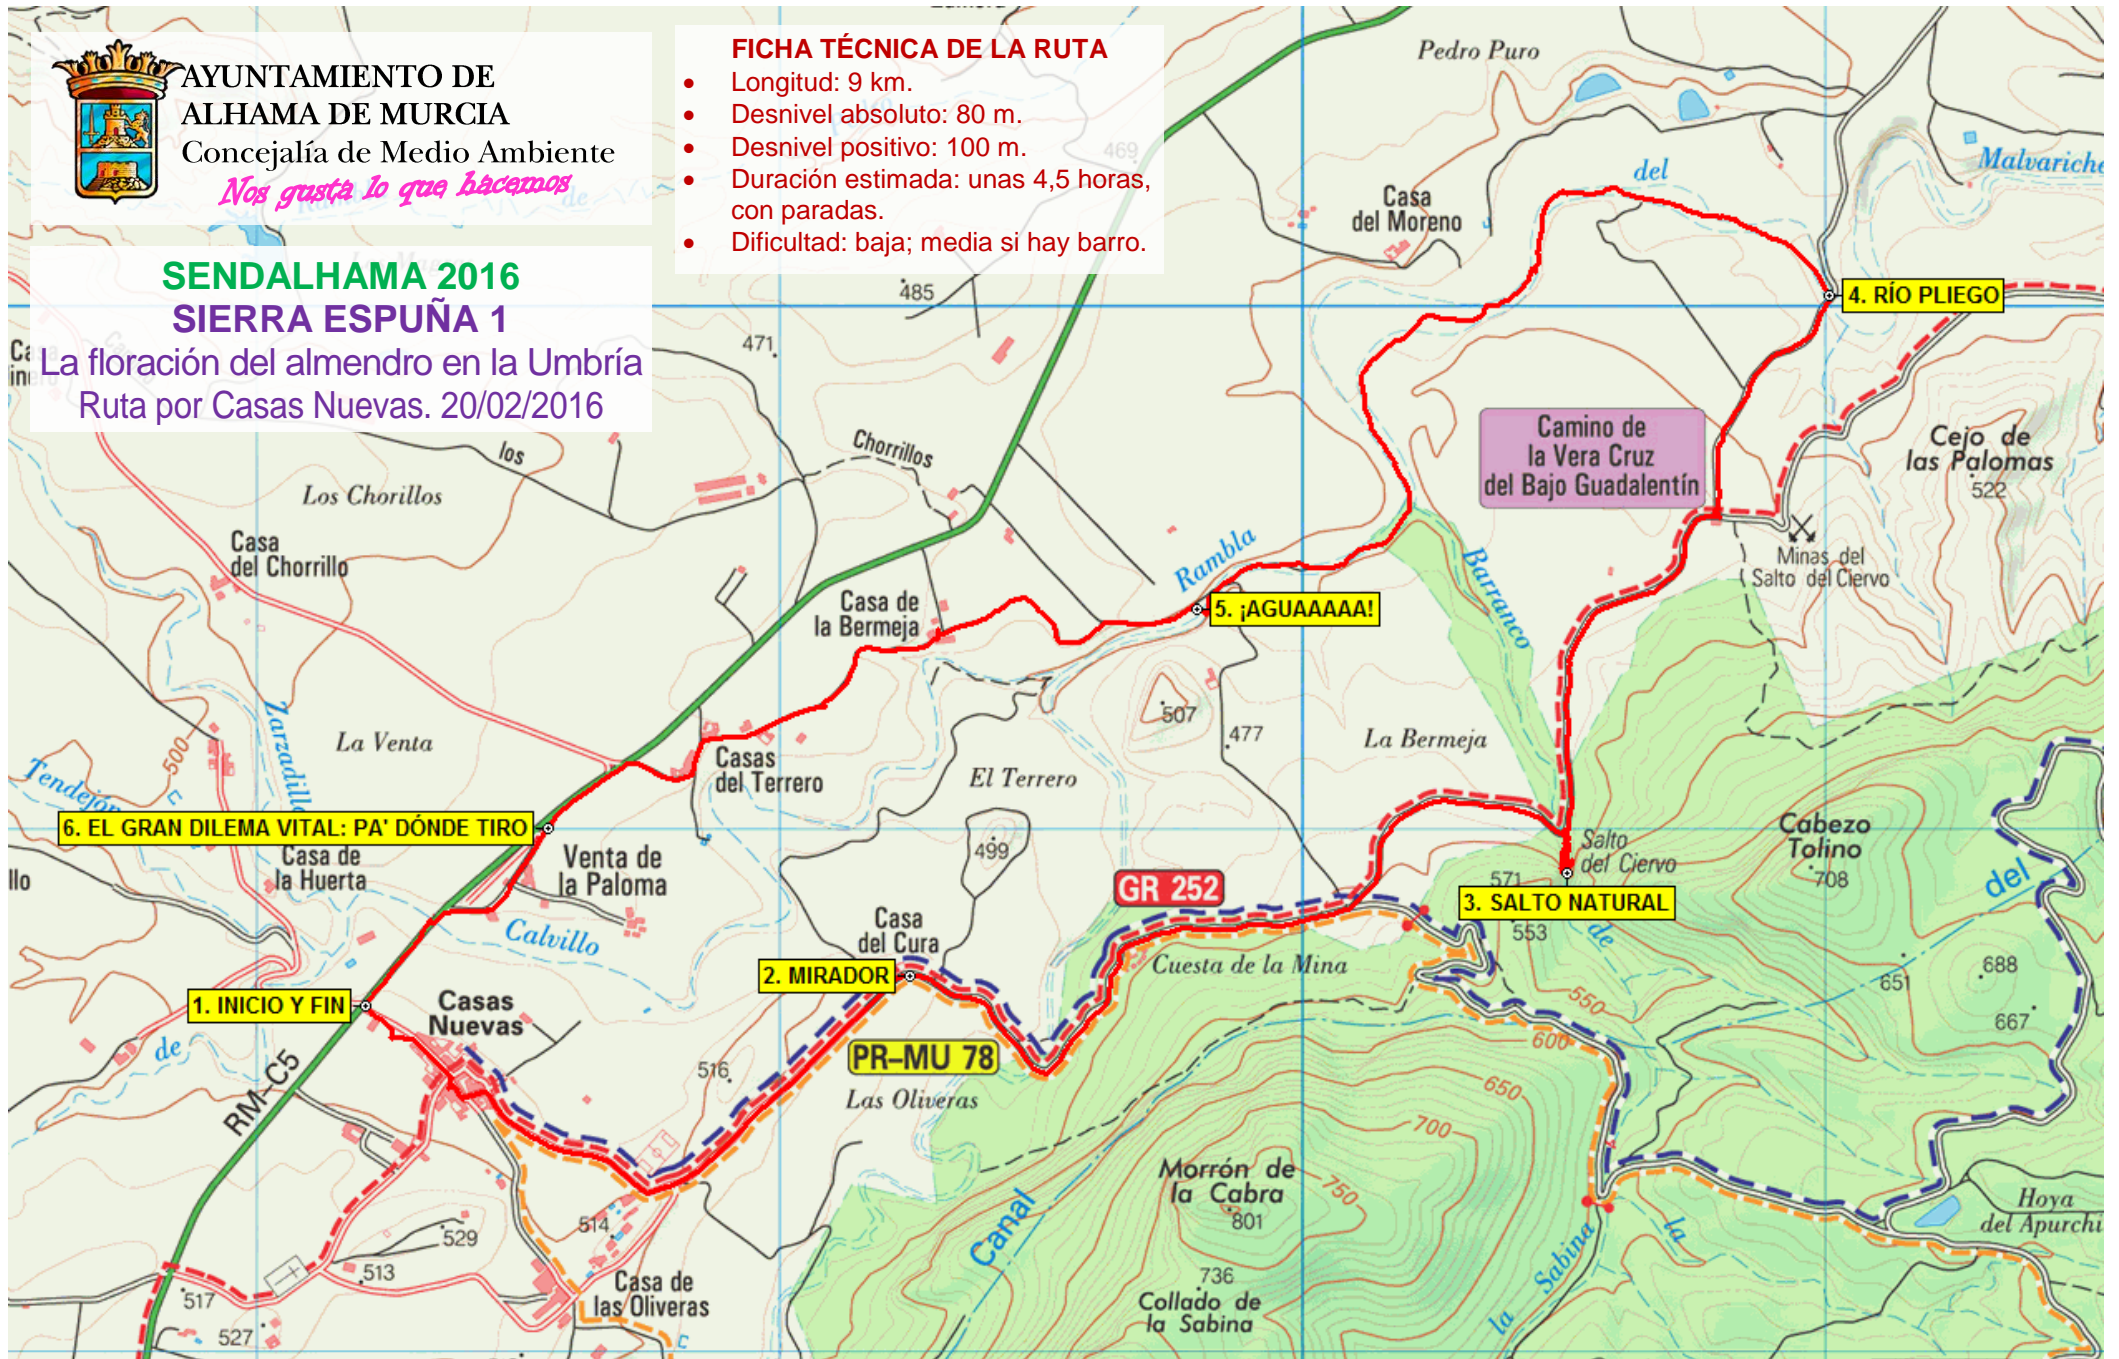 AYUNTAMIENTO DE
ALHAMA DE MURCIA
Concejalía de Medio Ambiente
Nos gusta lo que hacemos
SENDALHAMA 2016
SIERRA ESPUÑA 1
La floración del almendro en la Umbría
Ruta por Casas Nuevas. 20/02/2016
FICHA TÉCNICA DE LA RUTA
• Longitud: 9 km.
• Desnivel absoluto: 80 m.
• Desnivel positivo: 100 m.
• Duración estimada: unas 4,5 horas,
con paradas.
• Dificultad: baja; media si hay barro.
Pedro Puro
469
Casa
del Moreno
del
Malvariche
485
471
4. RÍO PLIEGO
los
Chorrillos
Los Chorillos
Camino de
la Vera Cruz
del Bajo Guadalentín
Cejo de
las Palomas
522
Casa
del Chorrillo
Rambla
Barranco
Minas del
Salto del Ciervo
Casa de
la Bermeja
5. ¡AGUAAAAA!
507
477
La Bermeja
Zarzadilla
La Venta
500
Tendejón
Casas
del Terrero
El Terrero
6. EL GRAN DILEMA VITAL: PA' DÓNDE TIRO
Casa de
la Huerta
llo
Venta de
la Paloma
499
GR 252
Salto
del Ciervo
571
3. SALTO NATURAL
553
de
Cabezo
Tolino
708
del
Calvillo
Casa
del Cura
2. MIRADOR
Cuesta de la Mina
651
688
667
1. INICIO Y FIN
Casas
Nuevas
de
RM-C5
516
PR-MU 78
Las Oliveras
550
600
650
700
750
Morrón de
la Cabra
801
Canal
736
Collado de
la Sabina
la Sabina
la
Hoya
del Apurchi
514
529
513
517
527
Casa de
las Oliveras